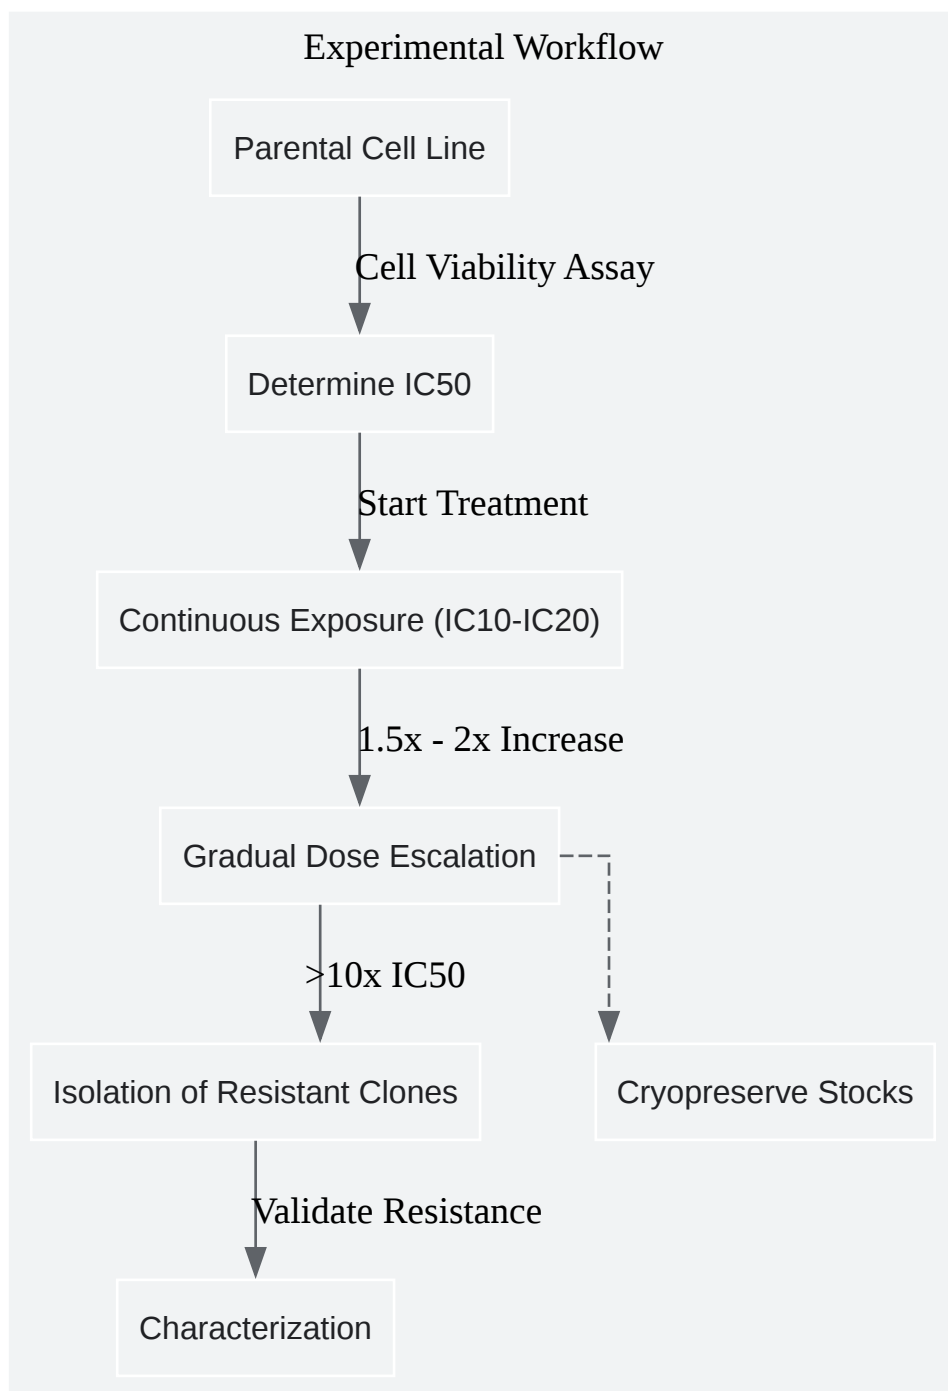 Experimental Workflow
Parental Cell Line
Cell Viability Assay
Determine IC50
Start Treatment
Continuous Exposure (IC10-IC20)
1.5x - 2x Increase
Gradual Dose Escalation
>10x IC50
Isolation of Resistant Clones
Cryopreserve Stocks
Validate Resistance
Characterization